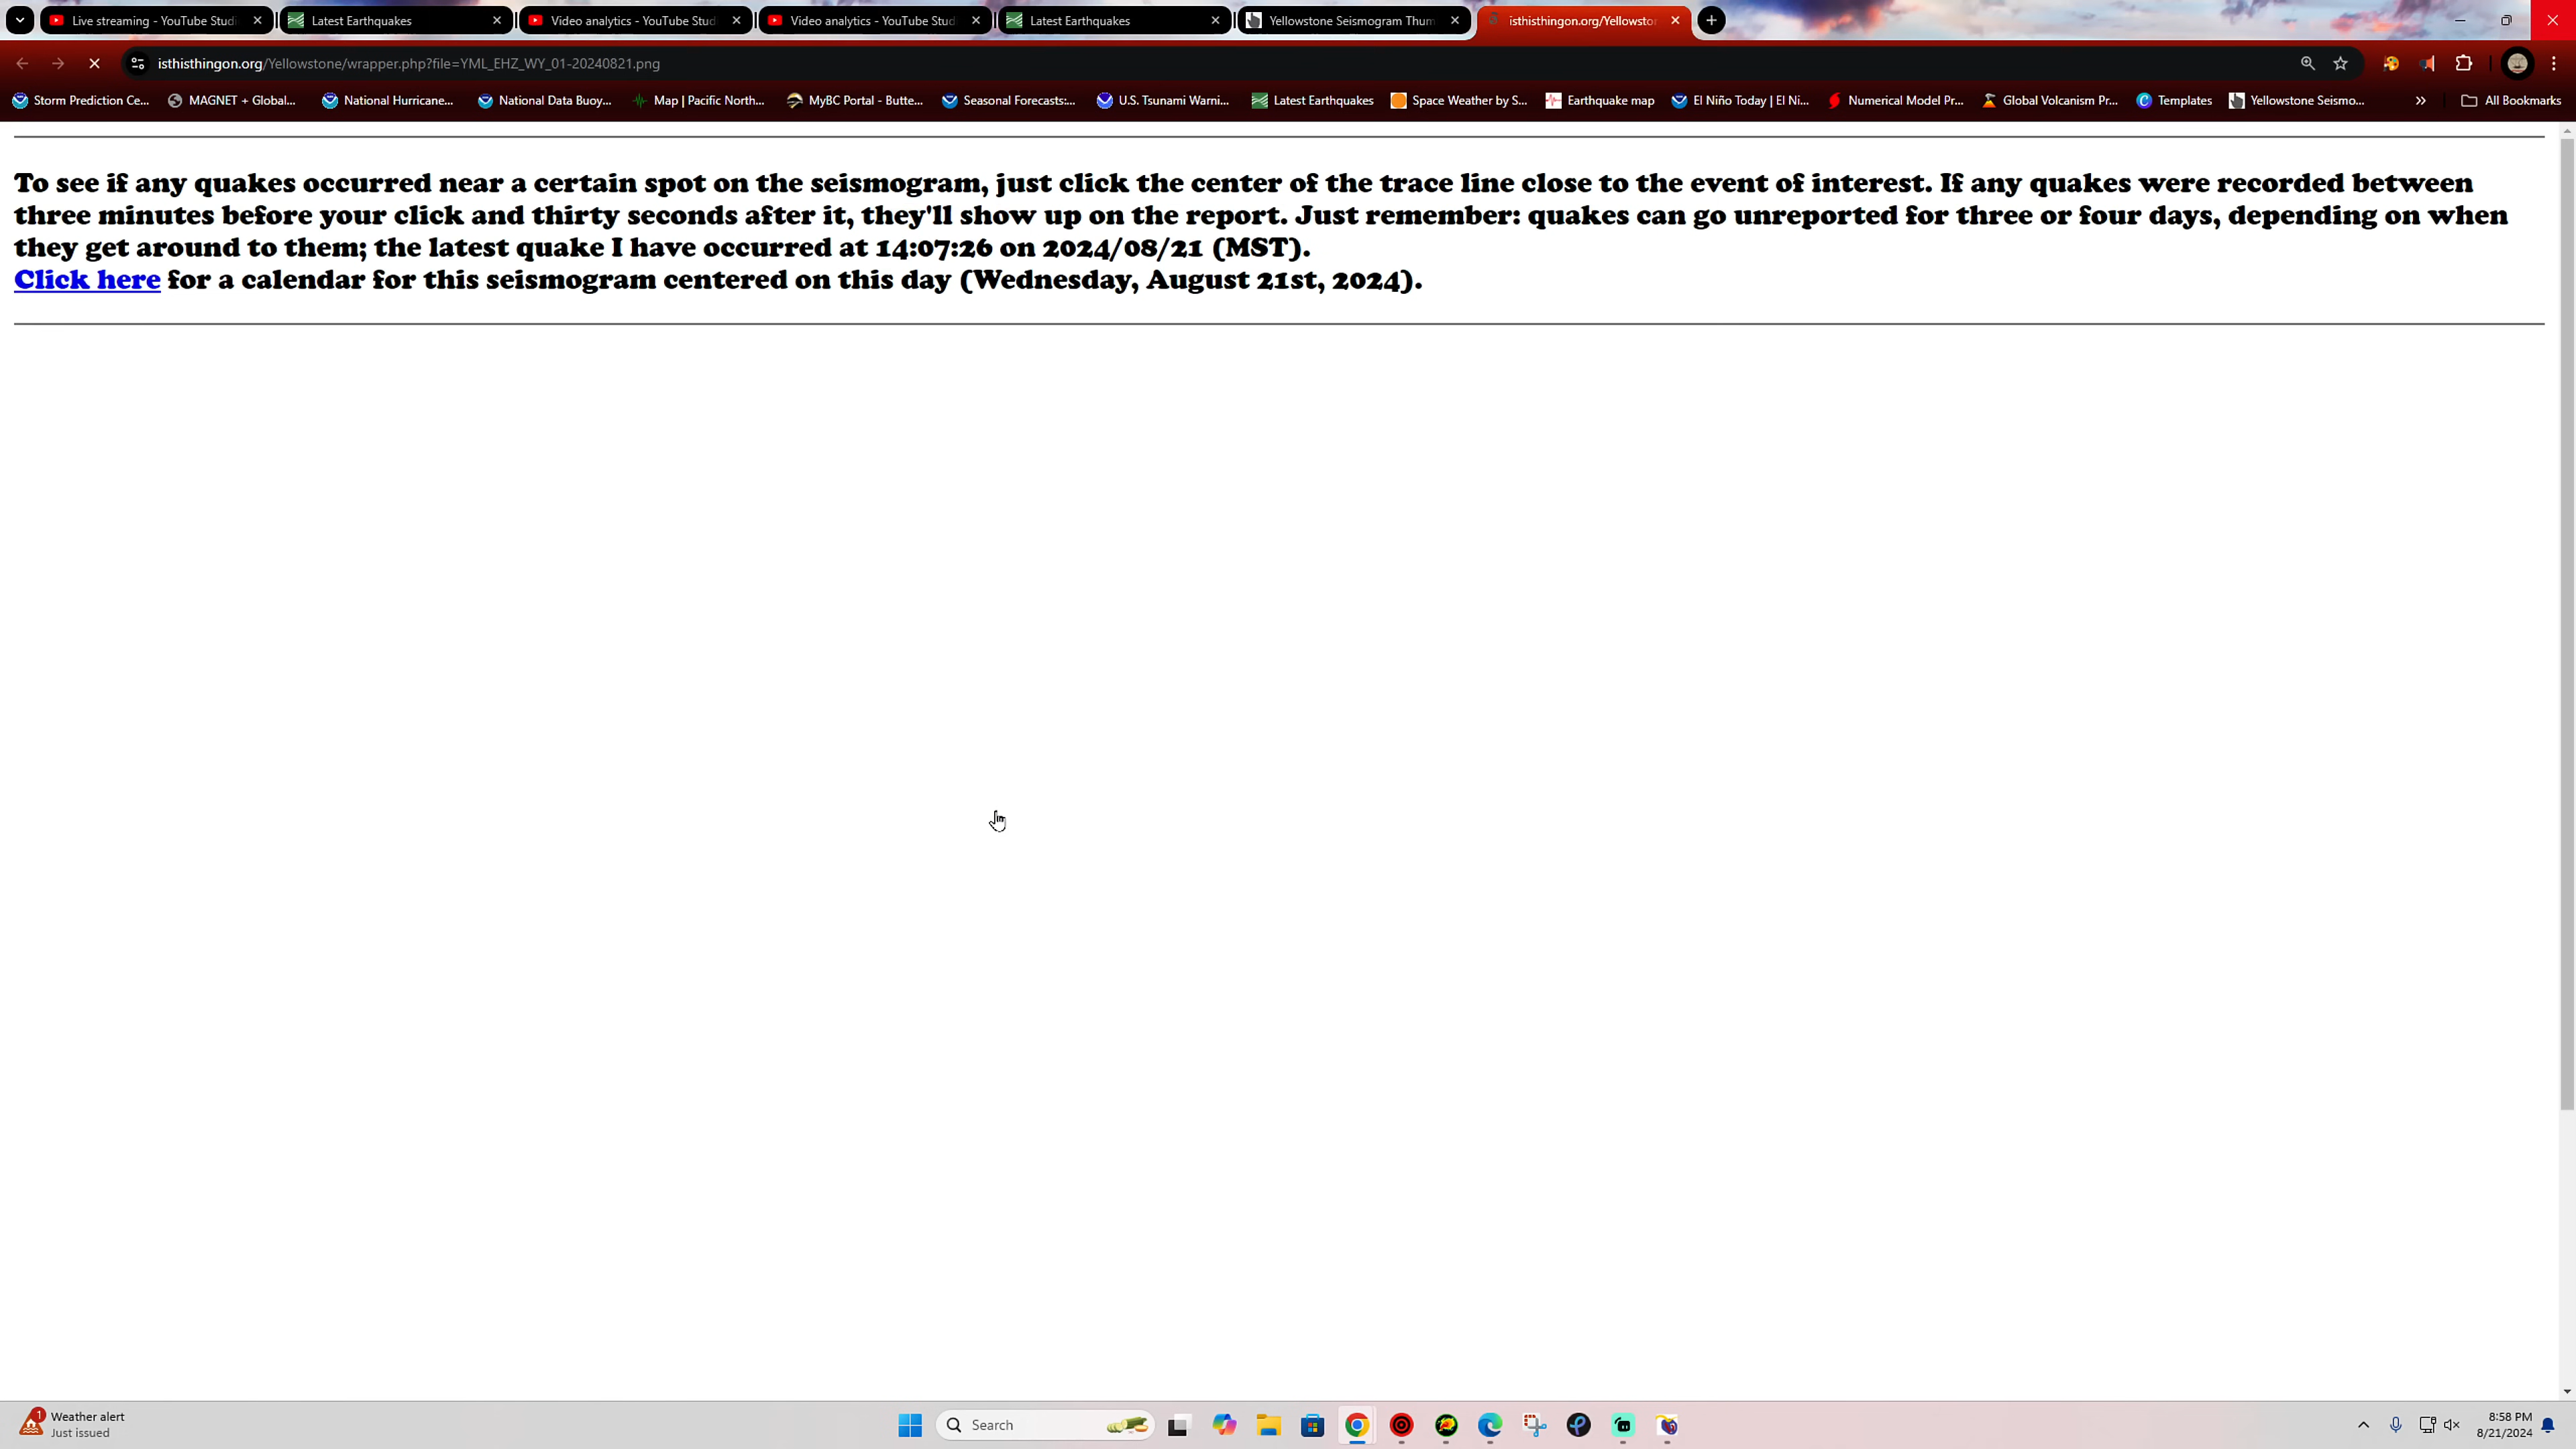 Live streaming - YouTube Studi
Latest Earthquakes
Video analytics - YouTube Stud
Video analytics - YouTube Studi
Latest Earthquakes
Yellowstone Seismogram Thum
isthisthingon.org/Yellowsto
isthisthingon.org/Yellowstone/wrapper.php?file=YML_EHZ_WY_01-20240821.png
Storm Prediction Ce...
MAGNET + Global...
National Hurricane...
National Data Buoy...
Map | Pacific North...
MyBC Portal - Butte...
Seasonal Forecasts:...
U.S. Tsunami Warni...
Latest Earthquakes
Space Weather by S...
Earthquake map
El Niño Today | El Ni...
Numerical Model Pr...
Global Volcanism Pr...
Templates
Yellowstone Seismo...
All Bookmarks
To see if any quakes occurred near a certain spot on the seismogram, just click the center of the trace line close to the event of interest. If any quakes were recorded between
three minutes before your click and thirty seconds after it, they'll show up on the report. Just remember: quakes can go unreported for three or four days, depending on when
they get around to them; the latest quake I have occurred at 14:07:26 on 2024/08/21 (MST).
Click here for a calendar for this seismogram centered on this day (Wednesday, August 21st, 2024).
1
Weather alert
Just issued
Search
8:58 PM
8/21/2024